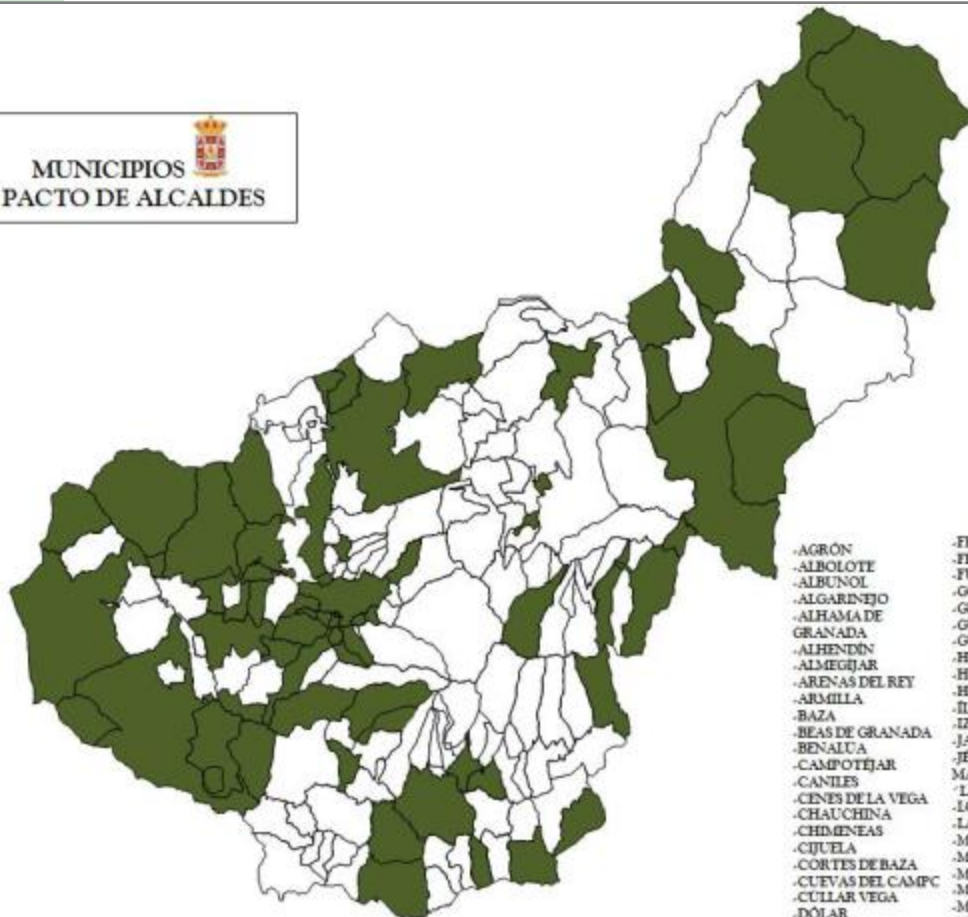 MUNICIPIOS
PACTO DE ALCALDES
-AGRÓN
-ALBOLOTE
-ALBUNOL
-ALGARINEJO
-ALHAMA DE
GRANADA
-ALHENDÍN
-ALMEGÍJAR
-ARENAS DEL REY
-ARMILLA
-BAZA
-BEAS DE GRANADA
-BENALUA
-CAMPOTÉJAR
-CANILES
-CENES DE LA VEGA
-CHAUCHINA
-CHIMENEAS
-CIJUELA
-CORTES DE BAZA
-CUEVAS DEL CAMPC
-CÚLLAR VEGA
-DÓLAR